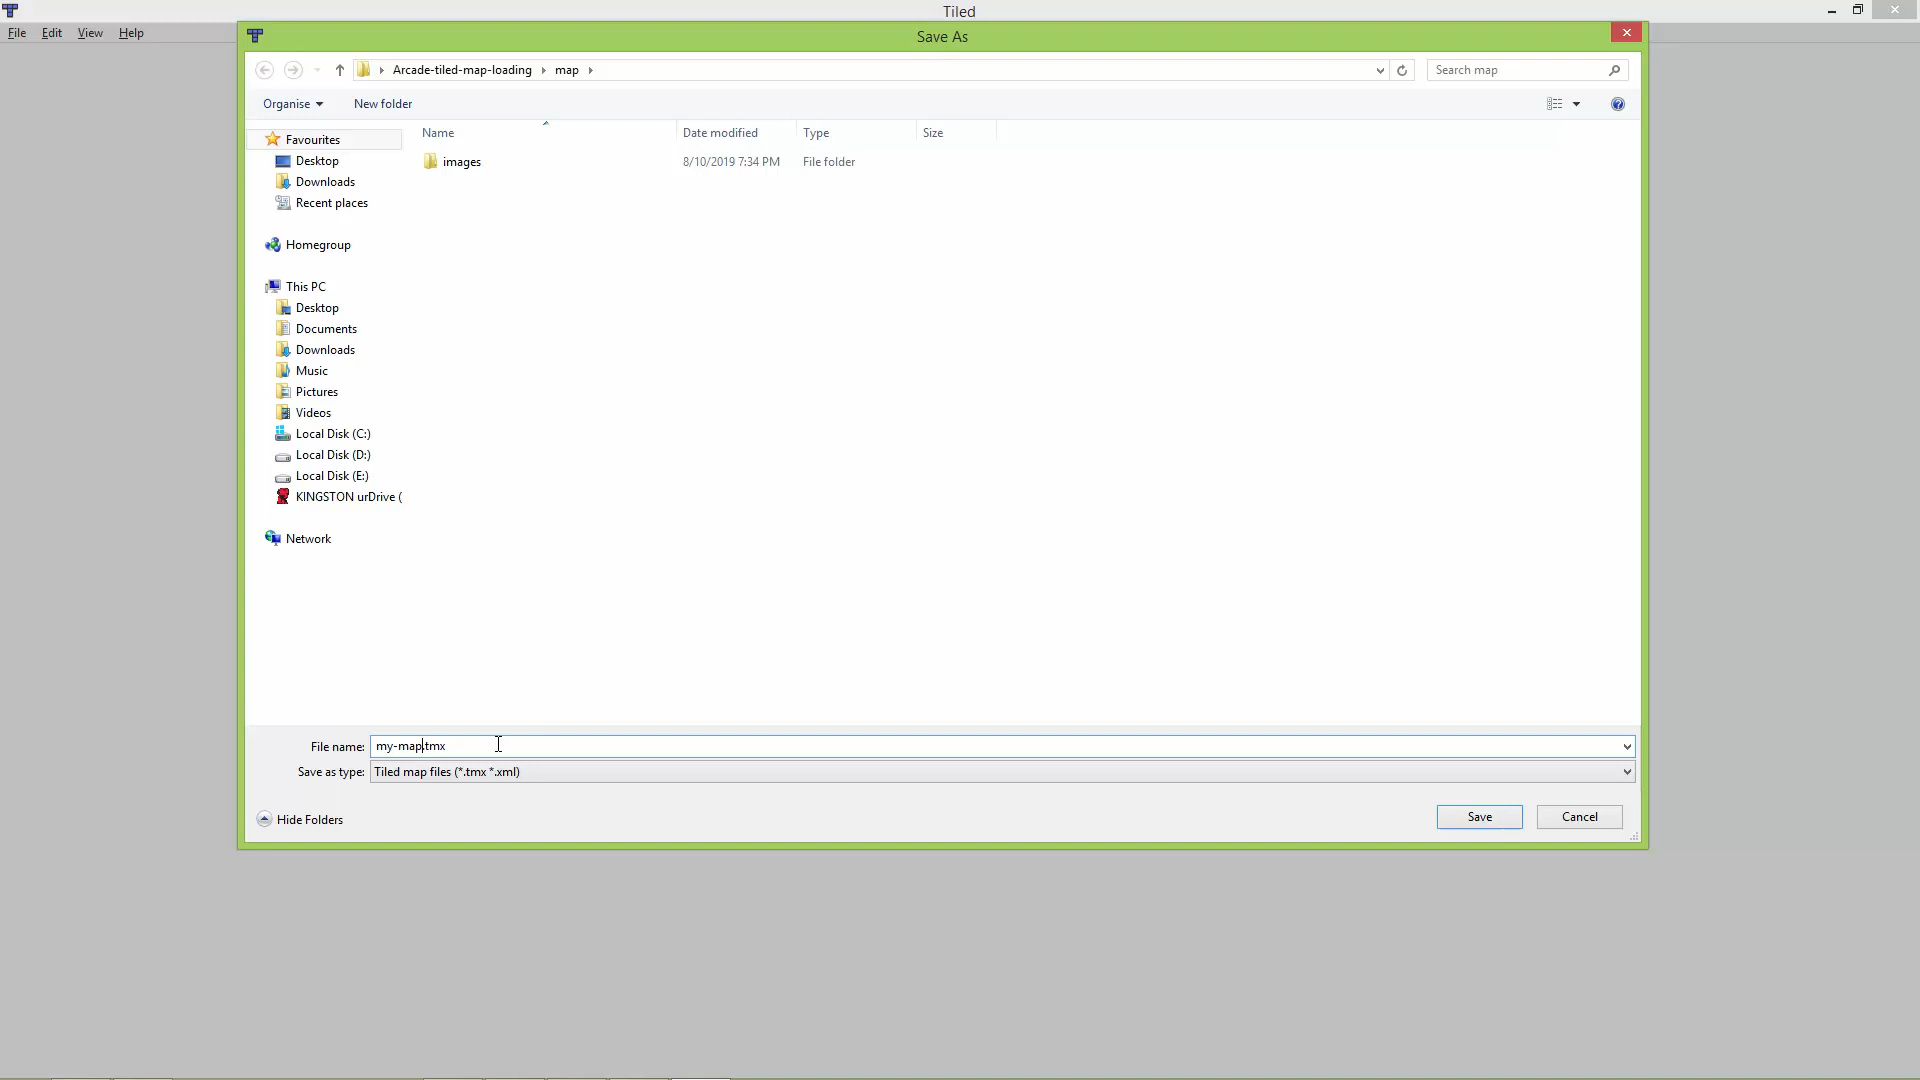 Tiled
File Edit View Help
Save As
Arcade-tiled-map-loading map
Search map
Organise New folder
Name Date modified Type Size
images 8/10/2019 7:34 PM File folder
Favourites
Desktop
Downloads
Recent places
Homegroup
This PC
Desktop
Documents
Downloads
Music
Pictures
Videos
Local Disk (C:)
Local Disk (D:)
Local Disk (E:)
KINGSTON urDrive (
Network
File name: my-map.tmx
Save as type: Tiled map files (*.tmx *.xml)
Hide Folders
Save Cancel